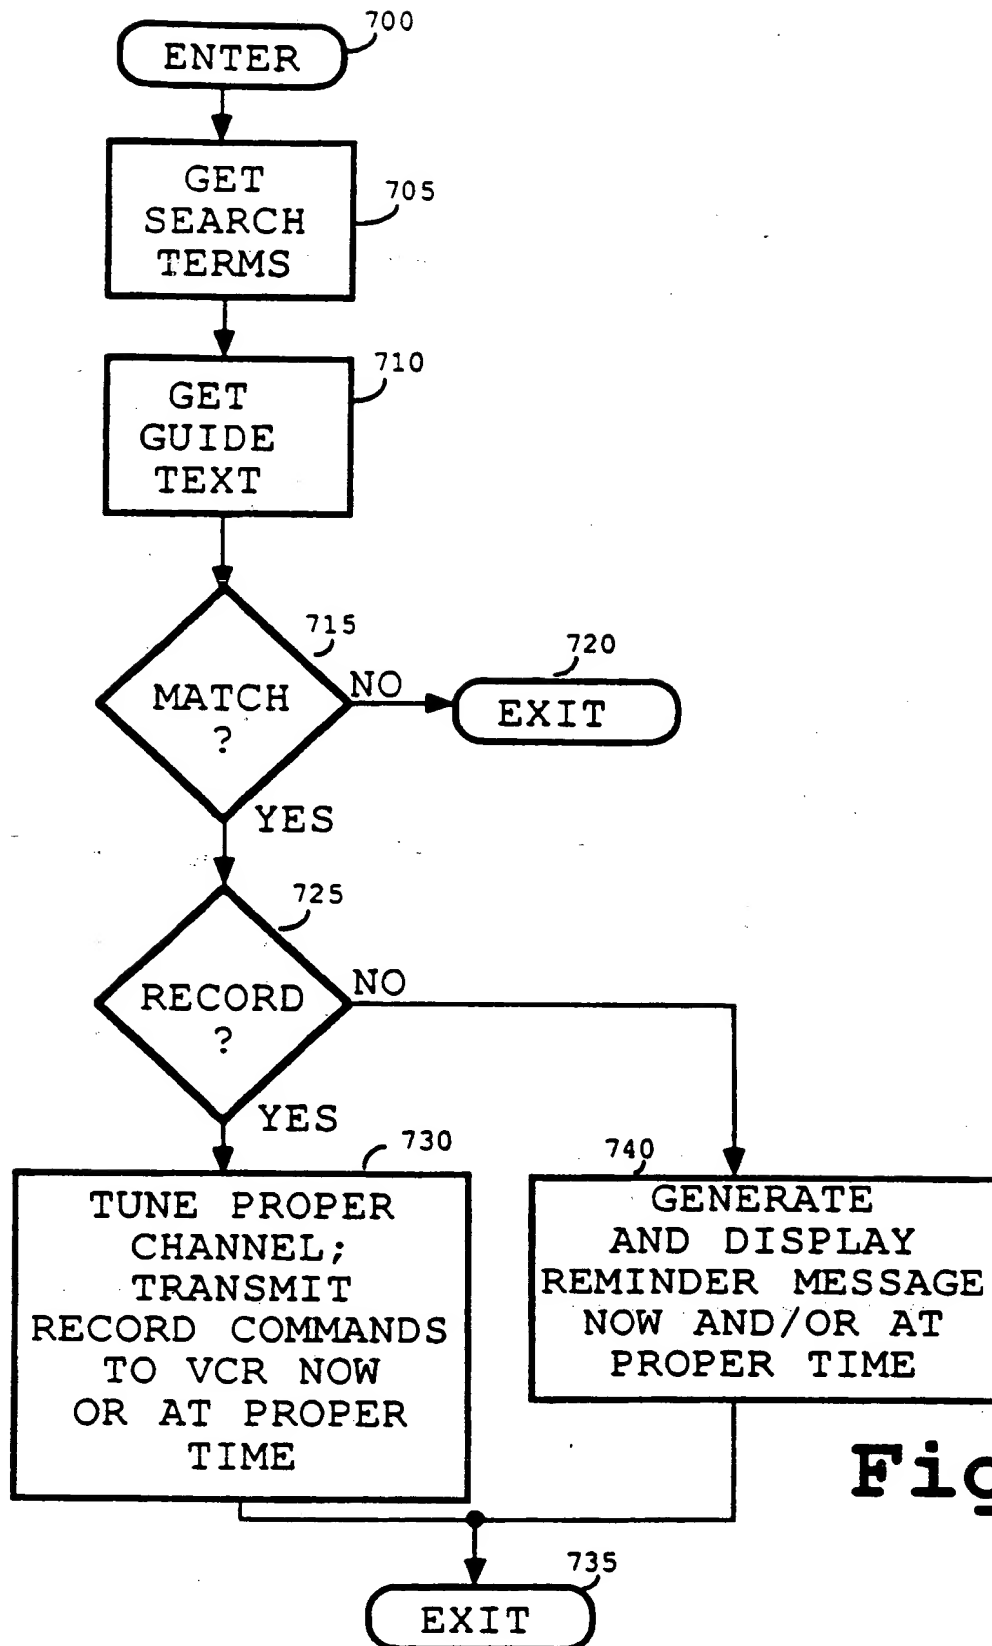 700
ENTER
GET
SEARCH
TERMS
705
GET
GUIDE
TEXT
710
715
MATCH
?
NO
720
EXIT
YES
725
RECORD
?
NO
YES
730
TUNE PROPER
CHANNEL;
TRANSMIT
RECORD COMMANDS
TO VCR NOW
OR AT PROPER
TIME
740
GENERATE
AND DISPLAY
REMINDER MESSAGE
NOW AND/OR AT
PROPER TIME
Fig
735
EXIT